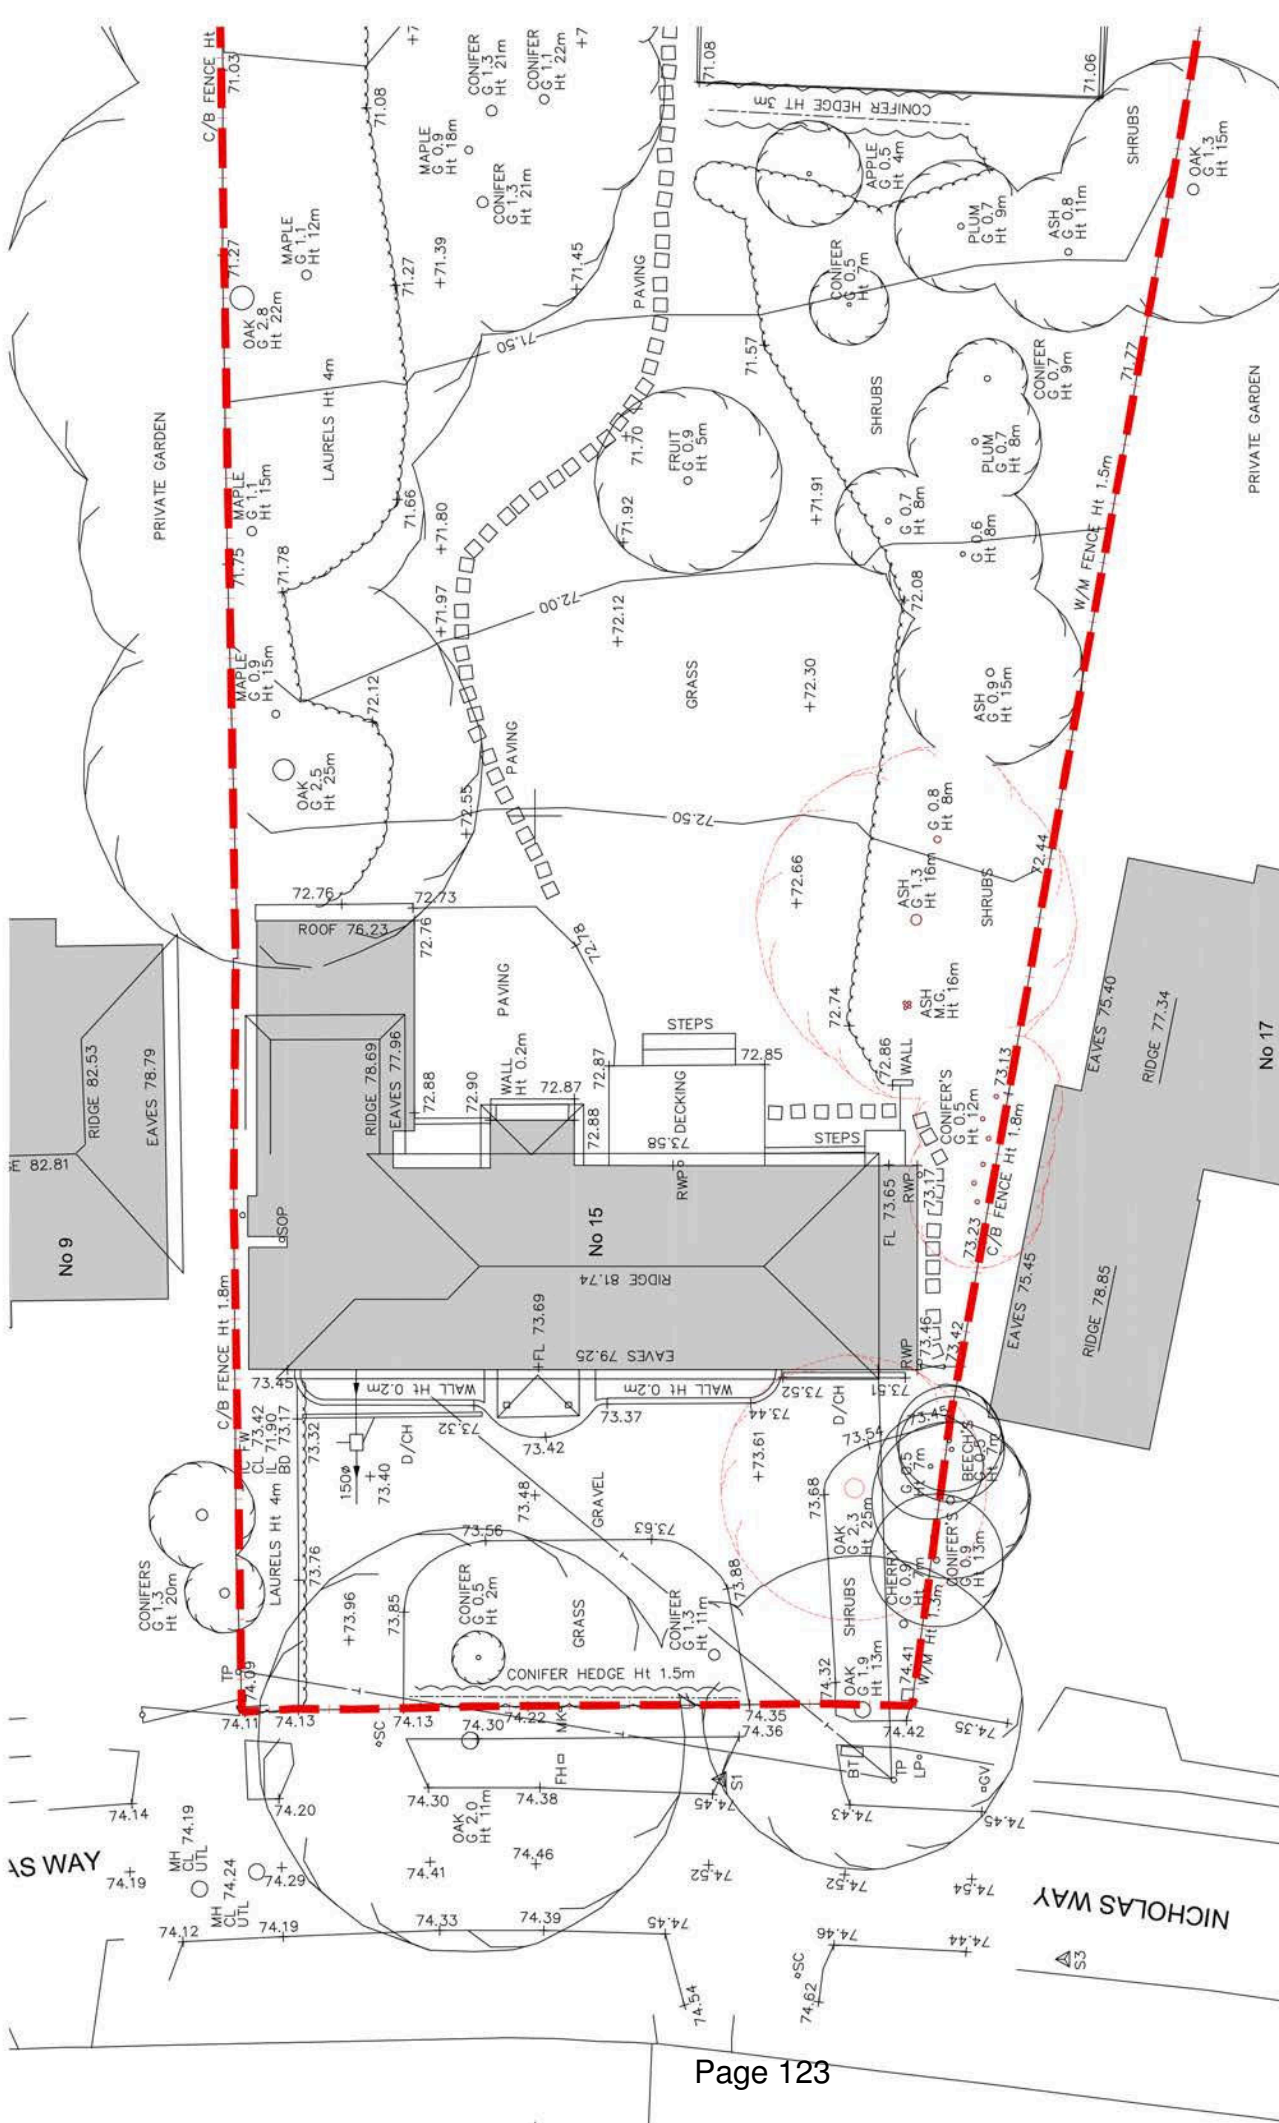 C/B FENCE Ht
71.03
71.08
+7
CONIFER
G 1.3
Ht 21m
CONIFER
G 1.1
Ht 22m
+7
71.08
71.06
CONIFER HEDGE HT 3m
SHRUBS
OAK
G 1.3
Ht 15m
MAPLE
G 0.9
Ht 18m
CONIFER
G 1.3
Ht 21m
APPLE
G 0.5
Ht 4m
PLUM
G 0.7
Ht 9m
ASH
G 0.8
Ht 11m
71.27
MAPLE
G 1.1
Ht 12m
OAK
G 2.8
Ht 22m
71.27
+71.39
+71.45
PAVING
CONIFER
G 0.5
Ht 7m
71.50
71.57
71.77
PRIVATE GARDEN
LAURELS Ht 4m
SHRUBS
CONIFER
G 0.7
Ht 9m
PRIVATE GARDEN
71.70
FRUIT
G 0.9
Ht 5m
PLUM
G 0.7
Ht 8m
MAPLE
G 1.1
Ht 15m
71.75
71.66
+71.78
+71.80
+71.92
+71.91
G 0.7
Ht 8m
G 0.6
Ht 8m
W/M FENCE Ht 1.5m
+71.97
72.00
+72.12
72.08
MAPLE
G 0.9
Ht 15m
72.12
GRASS
+72.30
ASH
G 0.9
Ht 15m
OAK
G 2.5
Ht 25m
PAVING
+72.55
72.50
G 0.8
Ht 8m
72.44
72.76
72.73
ROOF 76.23
72.76
72.78
+72.66
ASH
G 1.3
Ht 16m
SHRUBS
PAVING
STEPS
72.74
ASH
M.G.
Ht 16m
EAVES 75.40
RIDGE 77.34
No 17
RIDGE 82.53
EAVES 78.79
RIDGE 78.69
EAVES 77.96
72.88
72.90
WALL
Ht 0.2m
72.87
72.88
72.87
DECKING
72.85
72.86
WALL
73.13
CONIFER'S
G 0.5
Ht 12m
E 82.81
73.58
STEPS
RWP
FL 73.65
RWP
73.17
73.23
C/B FENCE Ht 1.8m
No 9
SOP
No 15
RIDGE 81.74
FL 73.69
EAVES 79.25
EAVES 75.45
RIDGE 78.85
C/B FENCE Ht 1.8m
73.45
WALL Ht 0.2m
WALL Ht 0.2m
73.52
RWP
73.51
73.46
73.42
IC FW
CL 73.42
IL 71.90
BD 73.17
73.32
73.32
73.37
73.44
D/CH
D/CH
73.42
73.54
73.45
150ø
73.40
73.48
GRAVEL
+73.61
73.68
G 0.5
Ht 7m
BEECH'S
G 0.5
Ht 7m
LAURELS Ht 4m
73.56
73.63
OAK
G 2.3
Ht 25m
CONIFER'S
G 0.9
Ht 13m
CONIFERS
G 1.3
Ht 20m
73.76
+73.96
73.85
CONIFER
G 0.5
Ht 2m
GRASS
73.88
CONIFER
G 1.3
Ht 11m
SHRUBS
CHERRY
G 0.9
W/M Ht 1.3m
TP
74.09
CONIFER HEDGE Ht 1.5m
74.32
OAK
G 1.9
Ht 13m
74.41
74.11
74.13
SC
74.13
74.30
74.22
MK
74.35
74.36
74.42
74.35
FH
S1
BT
TP
LP
GV
74.14
74.20
74.30
74.38
74.45
74.43
74.45
OAK
G 2.0
Ht 11m
AS WAY
74.19
MH
CL 74.19
UTL
MH
CL 74.24
UTL
74.29
74.41
74.46
74.52
74.52
74.54
NICHOLAS WAY
74.12
74.19
74.33
74.39
74.45
74.46
74.44
SC
S3
74.54
74.62
Page 123